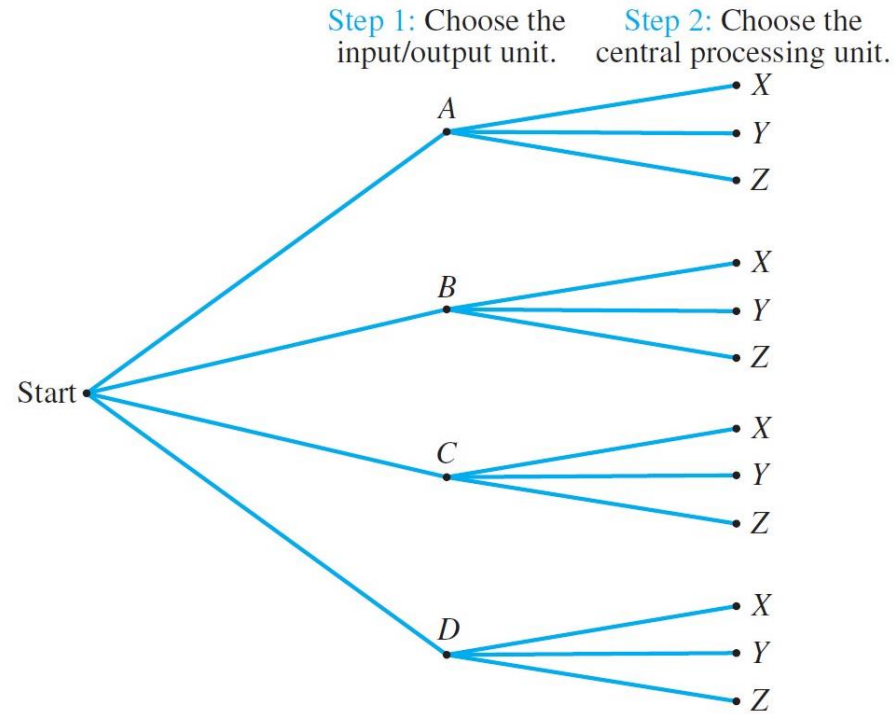 Step 1: Choose the
input/output unit.
Step 2: Choose the
central processing unit.
Start
A
X
Y
Z
B
X
Y
Z
C
X
Y
Z
D
X
Y
Z